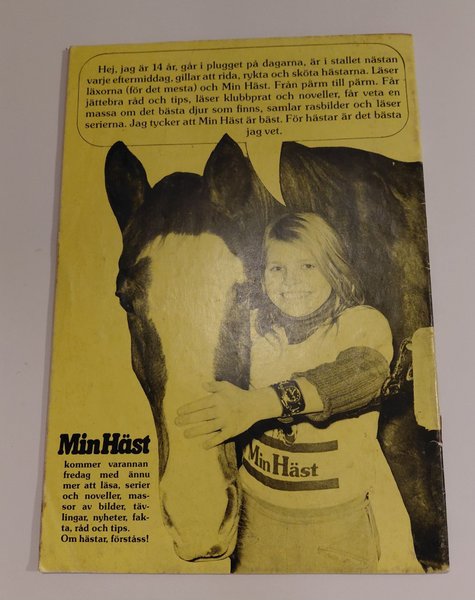 Hej, jag är 14 år, går i plugget på dagarna, är i stallet nästan
varje eftermiddag, gillar att rida, rykta och sköta hästarna. Läser
läxorna (för det mesta) och Min Häst. Från pärm till pärm. Får
jättebra råd och tips, läser klubbprat och noveller, får veta en
massa om det bästa djur som finns, samlar rasbilder och läser
serierna. Jag tycker att Min Häst är bäst. För hästar är det bästa
jag vet.
Min Häst
Min Häst
kommer varannan
fredag med ännu
mer att läsa, serier
och noveller, mas-
sor av bilder, täv-
lingar, nyheter, fak-
ta, råd och tips.
Om hästar, förståss!